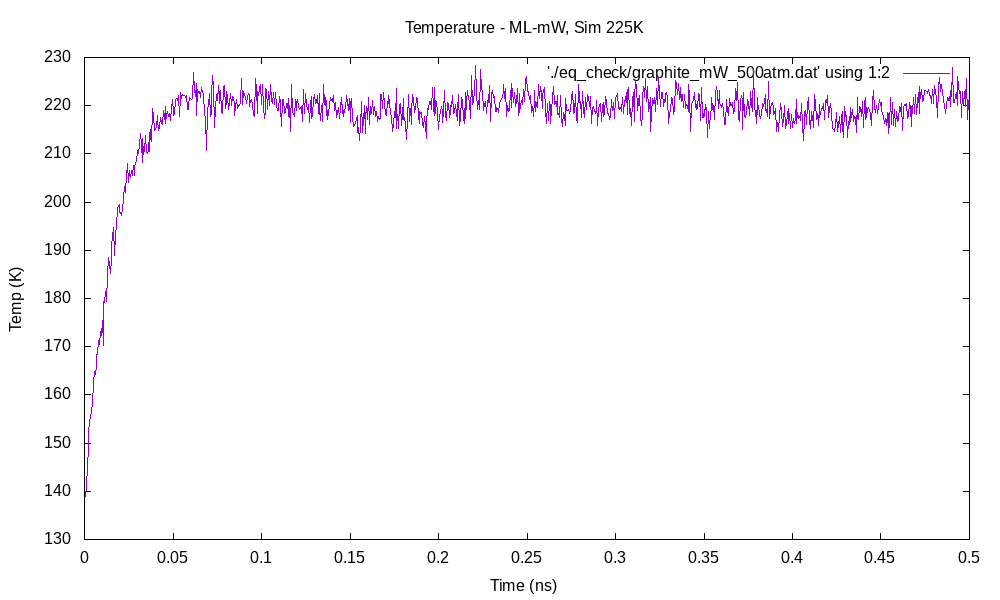 Temperature - ML-mW, Sim 225K
'./eq_check/graphite_mW_500atm.dat' using 1:2
230
220
210
200
190
180
170
160
150
140
130
Temp (K)
0 0.05 0.1 0.15 0.2 0.25 0.3 0.35 0.4 0.45 0.5
Time (ns)